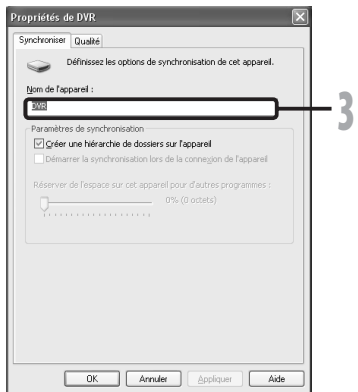 Propriétés de DVR
Synchroniser Qualité
Définissez les options de synchronisation de cet appareil.
Nom de l'appareil :
DVR
3
Paramètres de synchronisation
Créer une hiérarchie de dossiers sur l'appareil
Démarrer la synchronisation lors de la connexion de l'appareil
Réserver de l'espace sur cet appareil pour d'autres programmes :
0% (0 octets)
OK Annuler Appliquer Aide